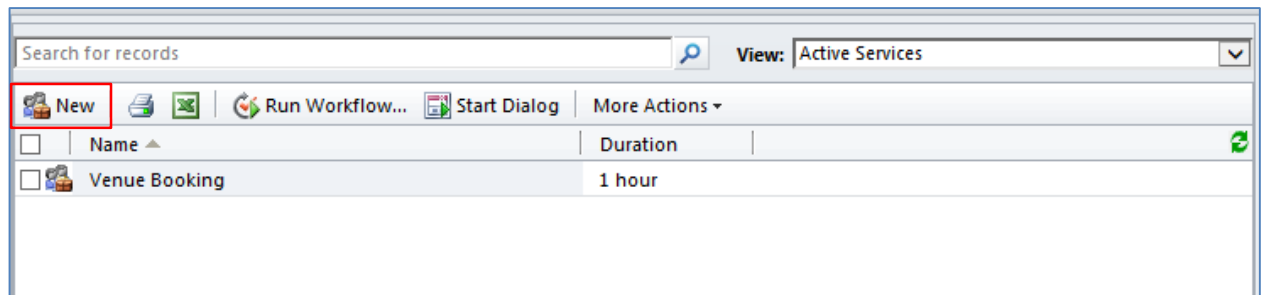 Search for records View: Active Services
New Run Workflow... Start Dialog More Actions
Name Duration
Venue Booking 1 hour